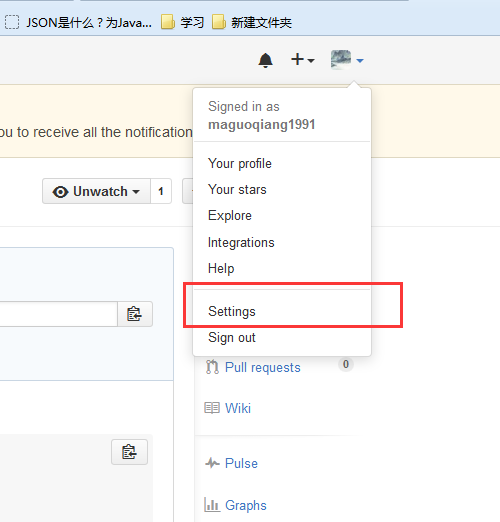 JSON是什么？为Java...
学习
新建文件夹
Signed in as
maguoqiang1991
ou to receive all the notification
Your profile
Unwatch
1
Your stars
Explore
Integrations
Help
Settings
Sign out
Pull requests
0
Wiki
Pulse
Graphs